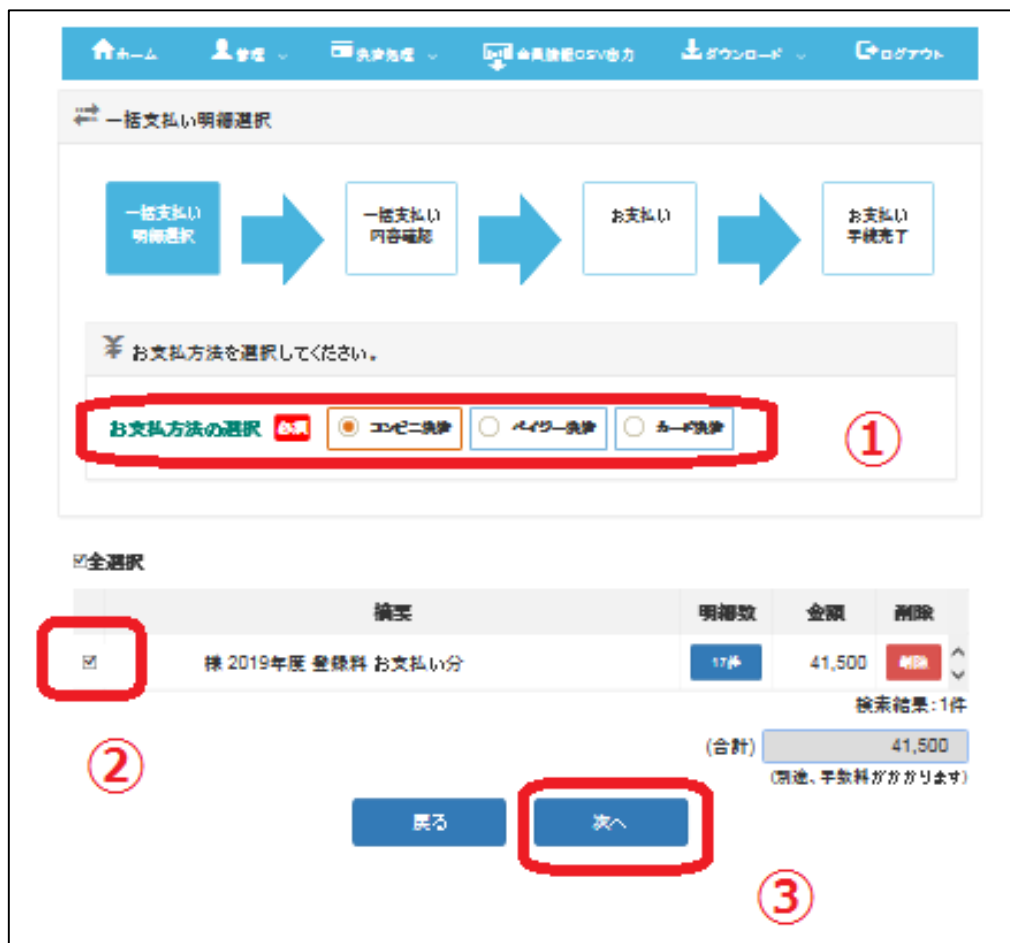 ホーム 管理 決済処理 会員情報CSV出力 ダウンロード ログアウト
一括支払い明細選択
一括支払い
明細選択
一括支払い
内容確認
お支払い
お支払い
手続完了
お支払方法を選択してください。
お支払方法の選択 必須 コンビニ決済 ペイジー決済 カード決済
①
全選択
摘要 明細数 金額 削除
様 2019年度 登録料 お支払い分 17件 41,500 削除
検索結果:1件
②
(合計) 41,500
(別途、手数料がかかります)
戻る 次へ
③